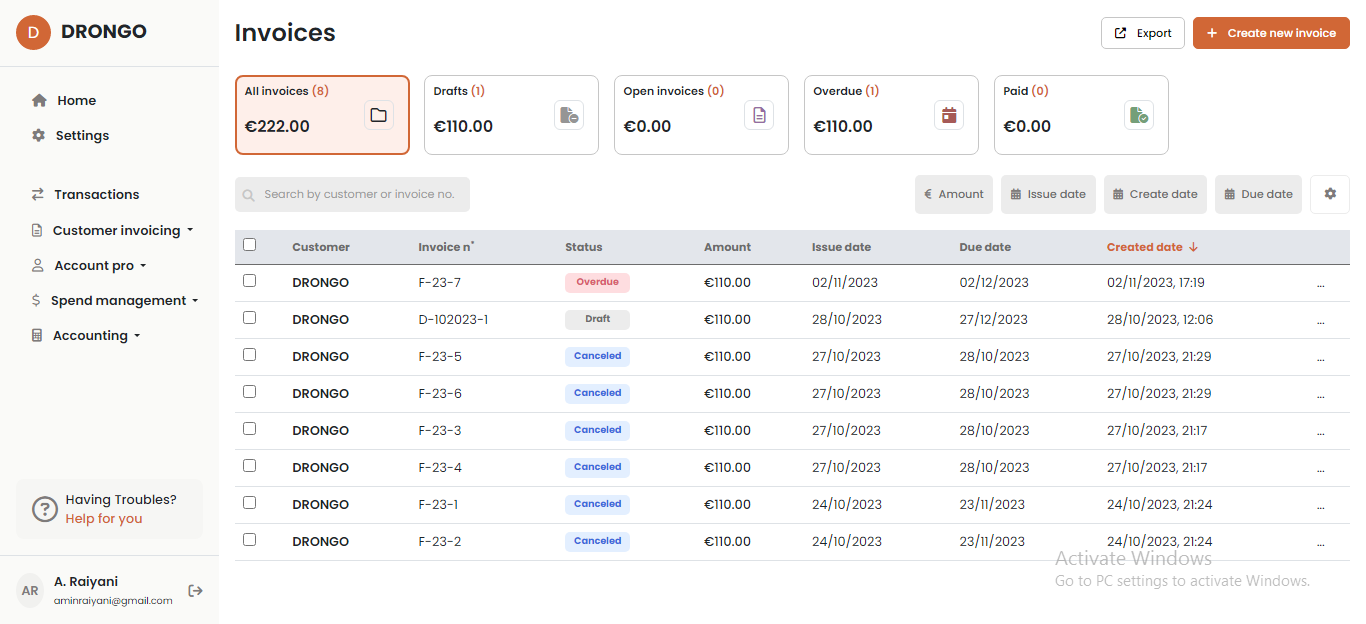 D DRONGO
Home
Settings
Transactions
Customer invoicing
Account pro
Spend management
Accounting
Having Troubles?
Help for you
AR
A. Raiyani
aminraiyani@gmail.com
Invoices
Export
+ Create new invoice
All invoices (8)
€222.00
Drafts (1)
€110.00
Open invoices (0)
€0.00
Overdue (1)
€110.00
Paid (0)
€0.00
Search by customer or invoice no.
€ Amount
Issue date
Create date
Due date
Customer Invoice n° Status Amount Issue date Due date Created date ↓
DRONGO F-23-7 Overdue €110.00 02/11/2023 02/12/2023 02/11/2023, 17:19 ...
DRONGO D-102023-1 Draft €110.00 28/10/2023 27/12/2023 28/10/2023, 12:06 ...
DRONGO F-23-5 Canceled €110.00 27/10/2023 28/10/2023 27/10/2023, 21:29 ...
DRONGO F-23-6 Canceled €110.00 27/10/2023 28/10/2023 27/10/2023, 21:29 ...
DRONGO F-23-3 Canceled €110.00 27/10/2023 28/10/2023 27/10/2023, 21:17 ...
DRONGO F-23-4 Canceled €110.00 27/10/2023 28/10/2023 27/10/2023, 21:17 ...
DRONGO F-23-1 Canceled €110.00 24/10/2023 23/11/2023 24/10/2023, 21:24 ...
DRONGO F-23-2 Canceled €110.00 24/10/2023 23/11/2023 24/10/2023, 21:24 ...
Activate Windows
Go to PC settings to activate Windows.